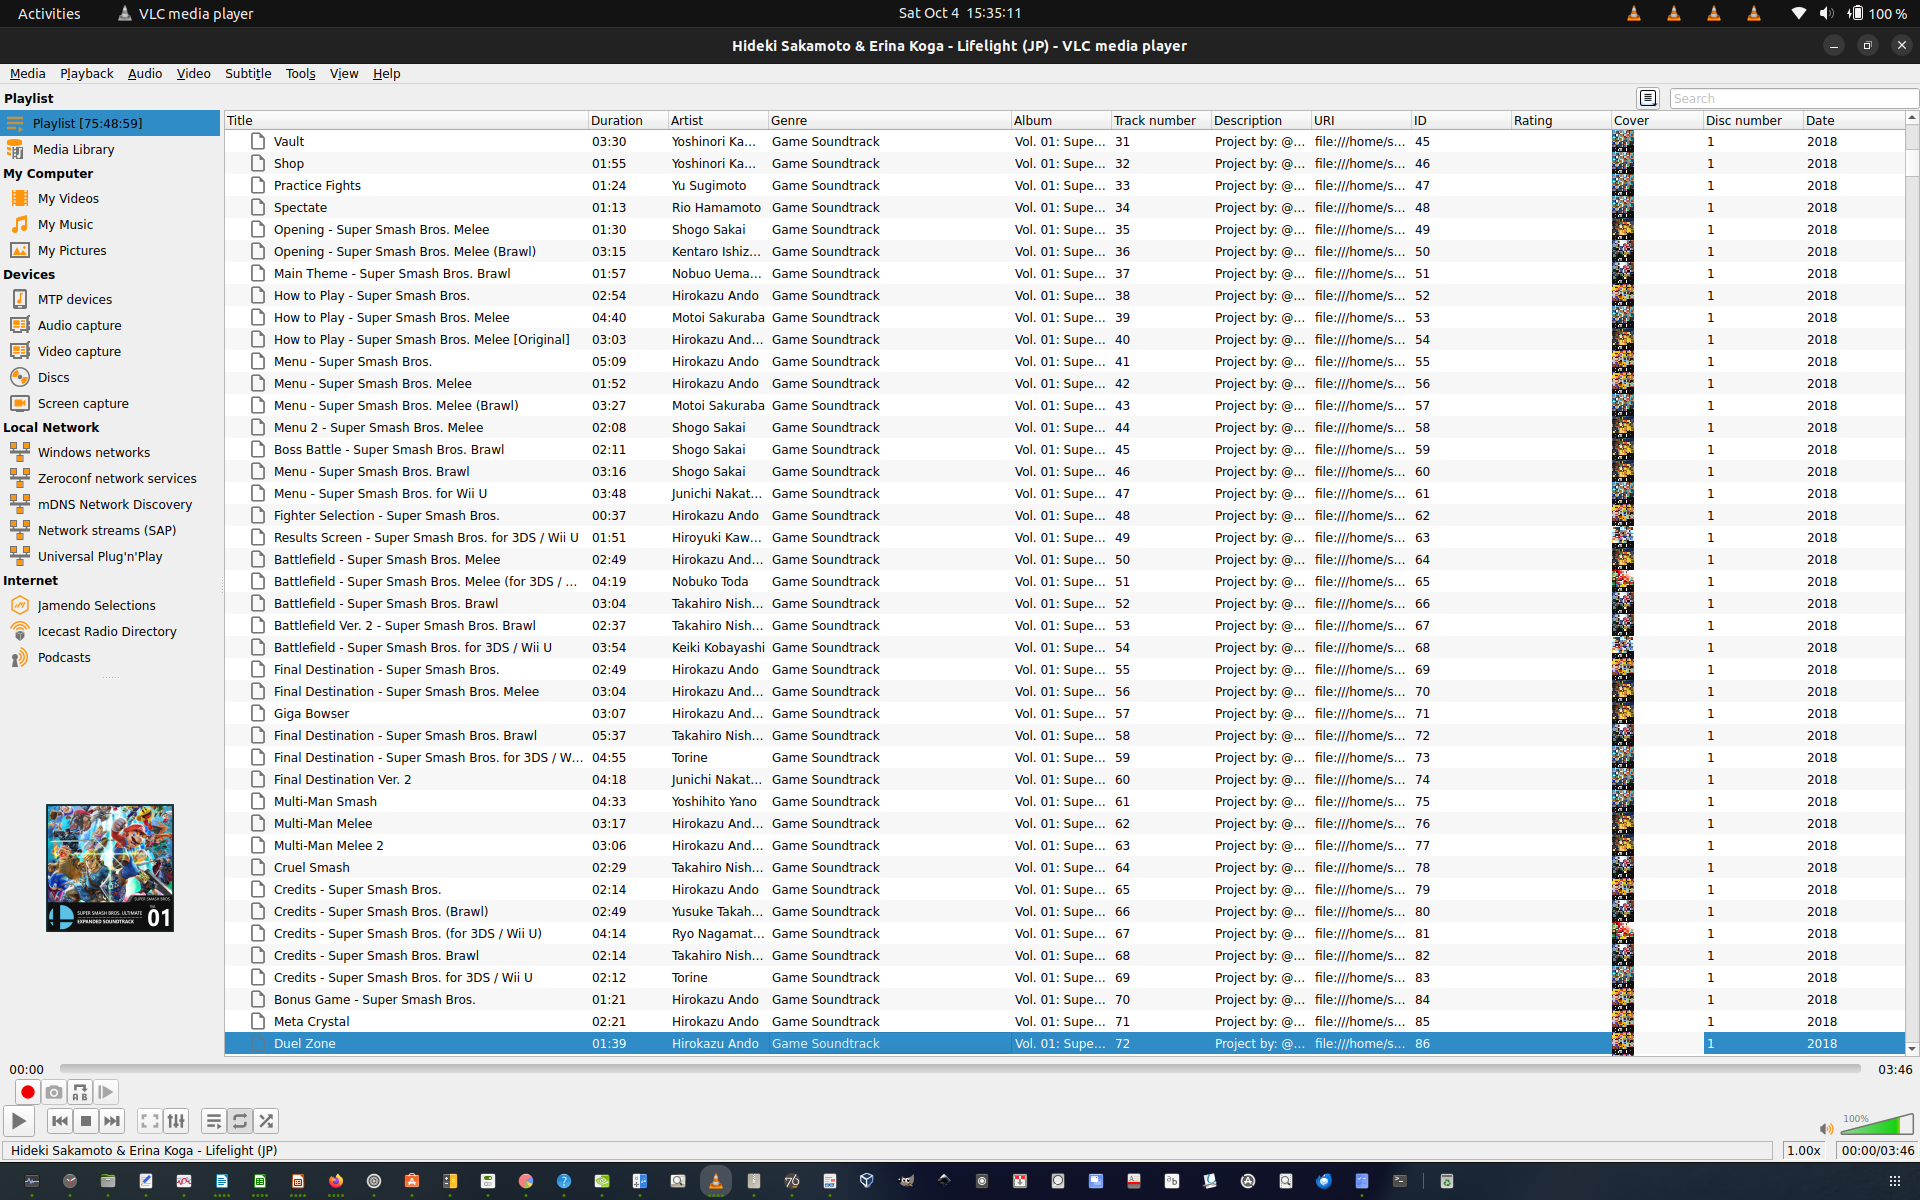 Activities VLC media player Sat Oct 4 15:35:11 100 %
Hideki Sakamoto & Erina Koga - Lifelight (JP) - VLC media player
Media Playback Audio Video Subtitle Tools View Help
Playlist
Search
Playlist [75:48:59]
Media Library
My Computer
My Videos
My Music
My Pictures
Devices
MTP devices
Audio capture
Video capture
Discs
Screen capture
Local Network
Windows networks
Zeroconf network services
mDNS Network Discovery
Network streams (SAP)
Universal Plug'n'Play
Internet
Jamendo Selections
Icecast Radio Directory
Podcasts
SUPER SMASH BROS. ULTIMATE
EXPANDED SOUNDTRACK
01
Title Duration Artist Genre Album Track number Description URI ID Rating Cover Disc number Date
Vault 03:30 Yoshinori Ka... Game Soundtrack Vol. 01: Supe... 31 Project by: @... file:///home/s... 45 1 2018
Shop 01:55 Yoshinori Ka... Game Soundtrack Vol. 01: Supe... 32 Project by: @... file:///home/s... 46 1 2018
Practice Fights 01:24 Yu Sugimoto Game Soundtrack Vol. 01: Supe... 33 Project by: @... file:///home/s... 47 1 2018
Spectate 01:13 Rio Hamamoto Game Soundtrack Vol. 01: Supe... 34 Project by: @... file:///home/s... 48 1 2018
Opening - Super Smash Bros. Melee 01:30 Shogo Sakai Game Soundtrack Vol. 01: Supe... 35 Project by: @... file:///home/s... 49 1 2018
Opening - Super Smash Bros. Melee (Brawl) 03:15 Kentaro Ishiz... Game Soundtrack Vol. 01: Supe... 36 Project by: @... file:///home/s... 50 1 2018
Main Theme - Super Smash Bros. Brawl 01:57 Nobuo Uema... Game Soundtrack Vol. 01: Supe... 37 Project by: @... file:///home/s... 51 1 2018
How to Play - Super Smash Bros. 02:54 Hirokazu Ando Game Soundtrack Vol. 01: Supe... 38 Project by: @... file:///home/s... 52 1 2018
How to Play - Super Smash Bros. Melee 04:40 Motoi Sakuraba Game Soundtrack Vol. 01: Supe... 39 Project by: @... file:///home/s... 53 1 2018
How to Play - Super Smash Bros. Melee [Original] 03:03 Hirokazu And... Game Soundtrack Vol. 01: Supe... 40 Project by: @... file:///home/s... 54 1 2018
Menu - Super Smash Bros. 05:09 Hirokazu Ando Game Soundtrack Vol. 01: Supe... 41 Project by: @... file:///home/s... 55 1 2018
Menu - Super Smash Bros. Melee 01:52 Hirokazu Ando Game Soundtrack Vol. 01: Supe... 42 Project by: @... file:///home/s... 56 1 2018
Menu - Super Smash Bros. Melee (Brawl) 03:27 Motoi Sakuraba Game Soundtrack Vol. 01: Supe... 43 Project by: @... file:///home/s... 57 1 2018
Menu 2 - Super Smash Bros. Melee 02:08 Shogo Sakai Game Soundtrack Vol. 01: Supe... 44 Project by: @... file:///home/s... 58 1 2018
Boss Battle - Super Smash Bros. Brawl 02:11 Shogo Sakai Game Soundtrack Vol. 01: Supe... 45 Project by: @... file:///home/s... 59 1 2018
Menu - Super Smash Bros. Brawl 03:16 Shogo Sakai Game Soundtrack Vol. 01: Supe... 46 Project by: @... file:///home/s... 60 1 2018
Menu - Super Smash Bros. for Wii U 03:48 Junichi Nakat... Game Soundtrack Vol. 01: Supe... 47 Project by: @... file:///home/s... 61 1 2018
Fighter Selection - Super Smash Bros. 00:37 Hirokazu Ando Game Soundtrack Vol. 01: Supe... 48 Project by: @... file:///home/s... 62 1 2018
Results Screen - Super Smash Bros. for 3DS / Wii U 01:51 Hiroyuki Kaw... Game Soundtrack Vol. 01: Supe... 49 Project by: @... file:///home/s... 63 1 2018
Battlefield - Super Smash Bros. Melee 02:49 Hirokazu And... Game Soundtrack Vol. 01: Supe... 50 Project by: @... file:///home/s... 64 1 2018
Battlefield - Super Smash Bros. Melee (for 3DS / ... 04:19 Nobuko Toda Game Soundtrack Vol. 01: Supe... 51 Project by: @... file:///home/s... 65 1 2018
Battlefield - Super Smash Bros. Brawl 03:04 Takahiro Nish... Game Soundtrack Vol. 01: Supe... 52 Project by: @... file:///home/s... 66 1 2018
Battlefield Ver. 2 - Super Smash Bros. Brawl 02:37 Takahiro Nish... Game Soundtrack Vol. 01: Supe... 53 Project by: @... file:///home/s... 67 1 2018
Battlefield - Super Smash Bros. for 3DS / Wii U 03:54 Keiki Kobayashi Game Soundtrack Vol. 01: Supe... 54 Project by: @... file:///home/s... 68 1 2018
Final Destination - Super Smash Bros. 02:49 Hirokazu Ando Game Soundtrack Vol. 01: Supe... 55 Project by: @... file:///home/s... 69 1 2018
Final Destination - Super Smash Bros. Melee 03:04 Hirokazu And... Game Soundtrack Vol. 01: Supe... 56 Project by: @... file:///home/s... 70 1 2018
Giga Bowser 03:07 Hirokazu And... Game Soundtrack Vol. 01: Supe... 57 Project by: @... file:///home/s... 71 1 2018
Final Destination - Super Smash Bros. Brawl 05:37 Takahiro Nish... Game Soundtrack Vol. 01: Supe... 58 Project by: @... file:///home/s... 72 1 2018
Final Destination - Super Smash Bros. for 3DS / W... 04:55 Torine Game Soundtrack Vol. 01: Supe... 59 Project by: @... file:///home/s... 73 1 2018
Final Destination Ver. 2 04:18 Junichi Nakat... Game Soundtrack Vol. 01: Supe... 60 Project by: @... file:///home/s... 74 1 2018
Multi-Man Smash 04:33 Yoshihito Yano Game Soundtrack Vol. 01: Supe... 61 Project by: @... file:///home/s... 75 1 2018
Multi-Man Melee 03:17 Hirokazu And... Game Soundtrack Vol. 01: Supe... 62 Project by: @... file:///home/s... 76 1 2018
Multi-Man Melee 2 03:06 Hirokazu And... Game Soundtrack Vol. 01: Supe... 63 Project by: @... file:///home/s... 77 1 2018
Cruel Smash 02:29 Takahiro Nish... Game Soundtrack Vol. 01: Supe... 64 Project by: @... file:///home/s... 78 1 2018
Credits - Super Smash Bros. 02:14 Hirokazu Ando Game Soundtrack Vol. 01: Supe... 65 Project by: @... file:///home/s... 79 1 2018
Credits - Super Smash Bros. (Brawl) 02:49 Yusuke Takah... Game Soundtrack Vol. 01: Supe... 66 Project by: @... file:///home/s... 80 1 2018
Credits - Super Smash Bros. (for 3DS / Wii U) 04:14 Ryo Nagamat... Game Soundtrack Vol. 01: Supe... 67 Project by: @... file:///home/s... 81 1 2018
Credits - Super Smash Bros. Brawl 02:14 Takahiro Nish... Game Soundtrack Vol. 01: Supe... 68 Project by: @... file:///home/s... 82 1 2018
Credits - Super Smash Bros. for 3DS / Wii U 02:12 Torine Game Soundtrack Vol. 01: Supe... 69 Project by: @... file:///home/s... 83 1 2018
Bonus Game - Super Smash Bros. 01:21 Hirokazu Ando Game Soundtrack Vol. 01: Supe... 70 Project by: @... file:///home/s... 84 1 2018
Meta Crystal 02:21 Hirokazu Ando Game Soundtrack Vol. 01: Supe... 71 Project by: @... file:///home/s... 85 1 2018
Duel Zone 01:39 Hirokazu Ando Game Soundtrack Vol. 01: Supe... 72 Project by: @... file:///home/s... 86 1 2018
00:00 03:46
100%
Hideki Sakamoto & Erina Koga - Lifelight (JP) 1.00x 00:00/03:46